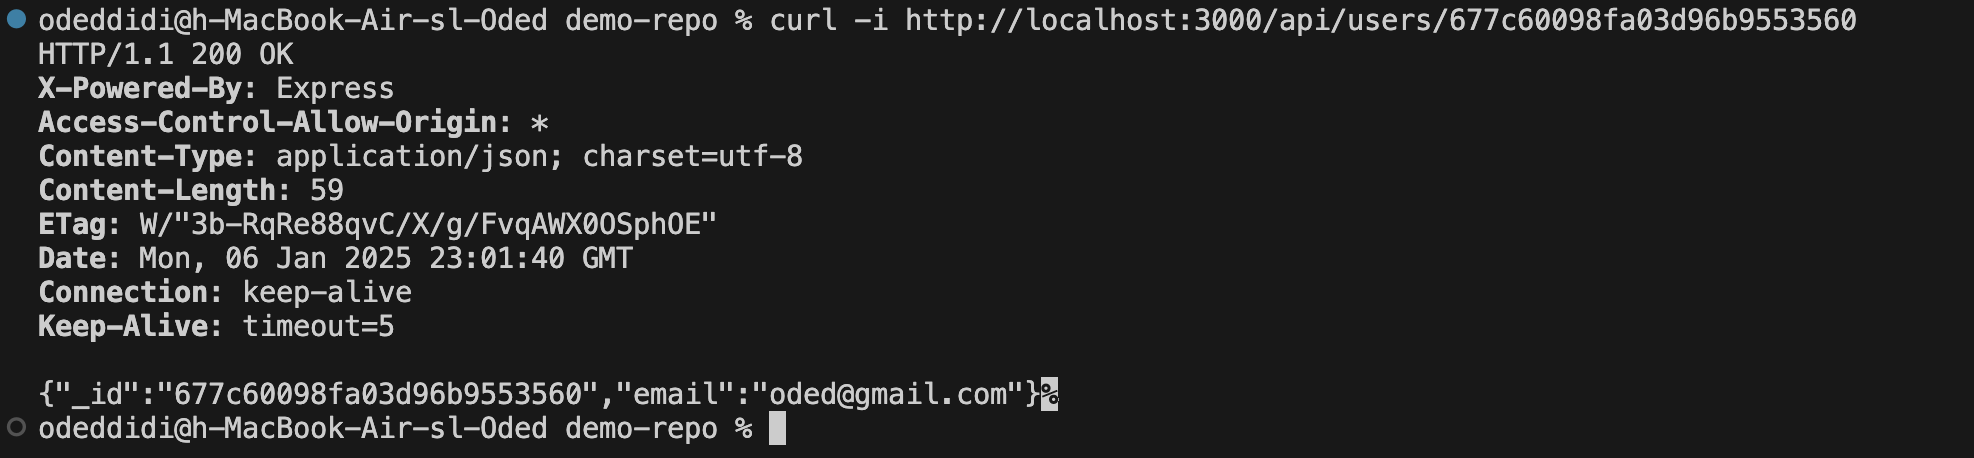 odeddidi@h-MacBook-Air-sl-Oded demo-repo % curl -i http://localhost:3000/api/users/677c60098fa03d96b9553560
HTTP/1.1 200 OK
X-Powered-By: Express
Access-Control-Allow-Origin: *
Content-Type: application/json; charset=utf-8
Content-Length: 59
ETag: W/"3b-RqRe88qvC/X/g/FvqAWX0OSphOE"
Date: Mon, 06 Jan 2025 23:01:40 GMT
Connection: keep-alive
Keep-Alive: timeout=5
{"_id":"677c60098fa03d96b9553560","email":"oded@gmail.com"}%
odeddidi@h-MacBook-Air-sl-Oded demo-repo %